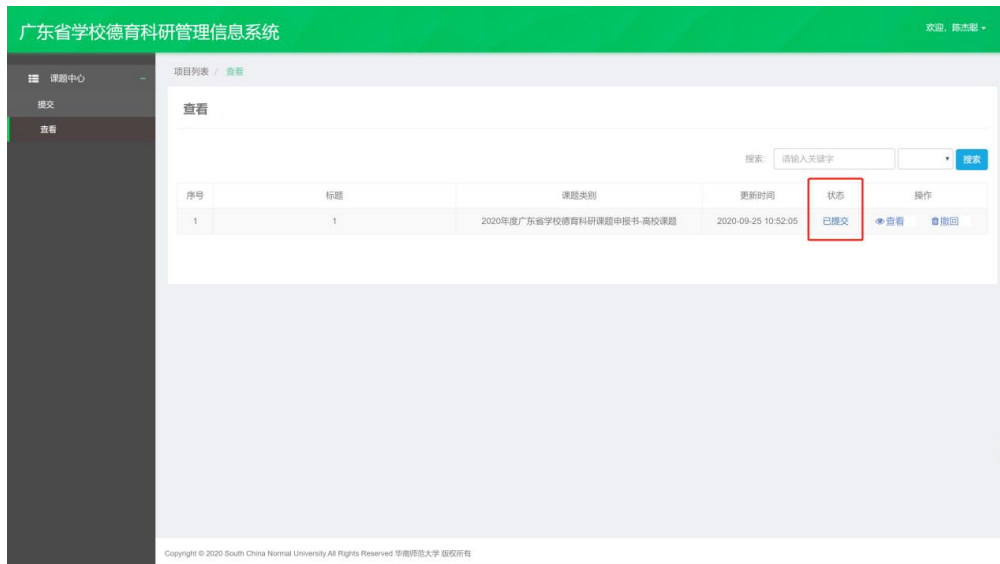 广东省学校德育科研管理信息系统
欢迎, 陈杰聪
课题中心
提交
查看
项目列表 / 查看
查看
搜索: 请输入关键字 搜索
序号 标题 课题类别 更新时间 状态 操作
1 1 2020年度广东省学校德育科研课题申报书-高校课题 2020-09-25 10:52:05 已提交 查看 撤回
Copyright © 2020 South China Normal University All Rights Reserved 华南师范大学 版权所有